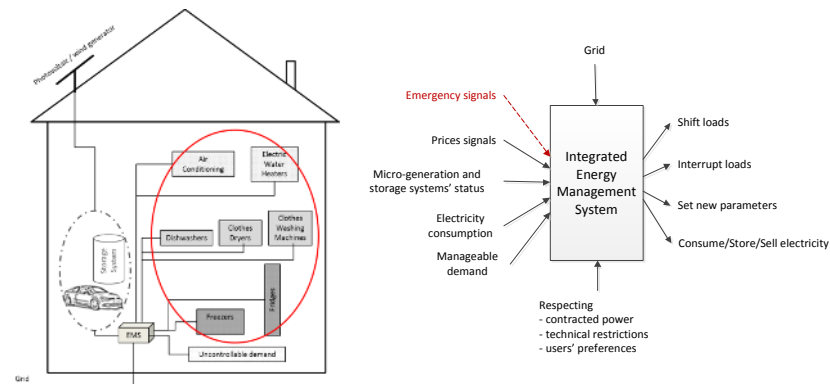 Photovoltaic / wind generator
Air
Conditioning
Electric
Water
Heaters
Dishwashers
Clothes
Dryers
Clothes
Washing
Machines
Storage
System
Fridges
Freezers
EMS
Uncontrollable demand
Grid
Grid
Emergency signals
Prices signals
Micro-generation and
storage systems' status
Electricity
consumption
Manageable
demand
Integrated
Energy
Management
System
Shift loads
Interrupt loads
Set new parameters
Consume/Store/Sell electricity
Respecting
- contracted power
- technical restrictions
- users' preferences